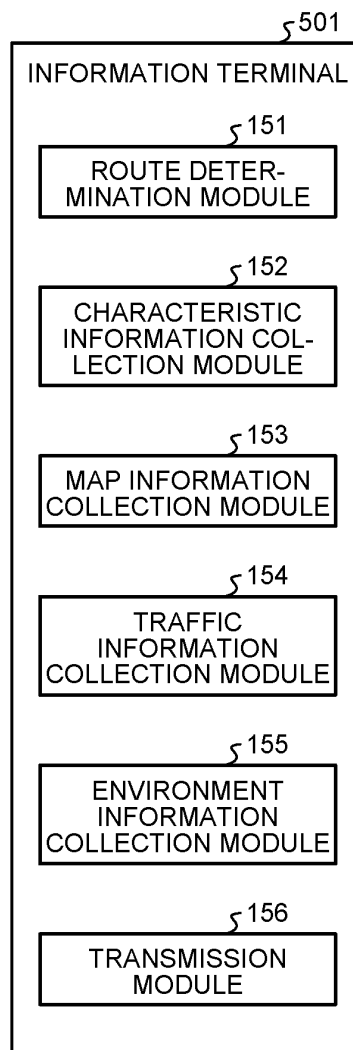 501
INFORMATION TERMINAL
151
ROUTE DETER-
MINATION MODULE
152
CHARACTERISTIC
INFORMATION COL-
LECTION MODULE
153
MAP INFORMATION
COLLECTION MODULE
154
TRAFFIC
INFORMATION
COLLECTION MODULE
155
ENVIRONMENT
INFORMATION
COLLECTION MODULE
156
TRANSMISSION
MODULE